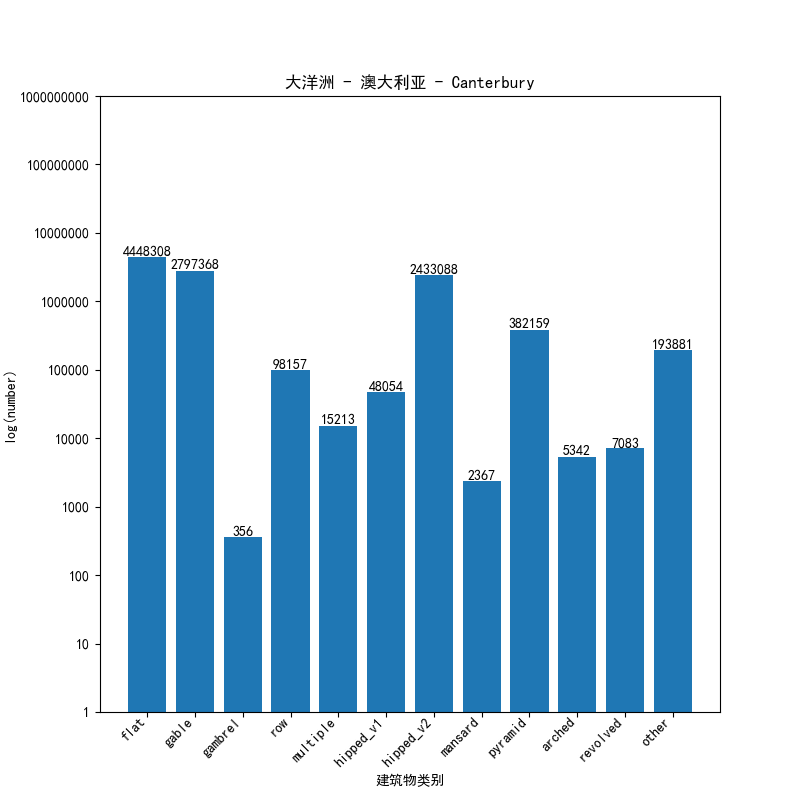 大洋洲 - 澳大利亚 - Canterbury
1000000000
100000000
10000000
1000000
100000
10000
1000
100
10
1
log(number)
4448308
2797368
356
98157
15213
48054
2433088
2367
382159
5342
7083
193881
flat
gable
gambrel
row
multiple
hipped_v1
hipped_v2
mansard
pyramid
arched
revolved
other
建筑物类别